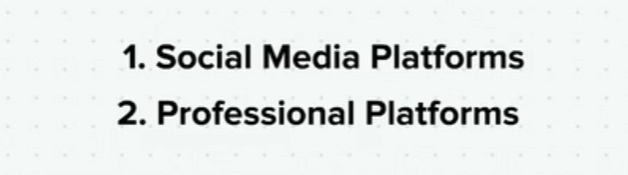 1. Social Media Platforms
2. Professional Platforms